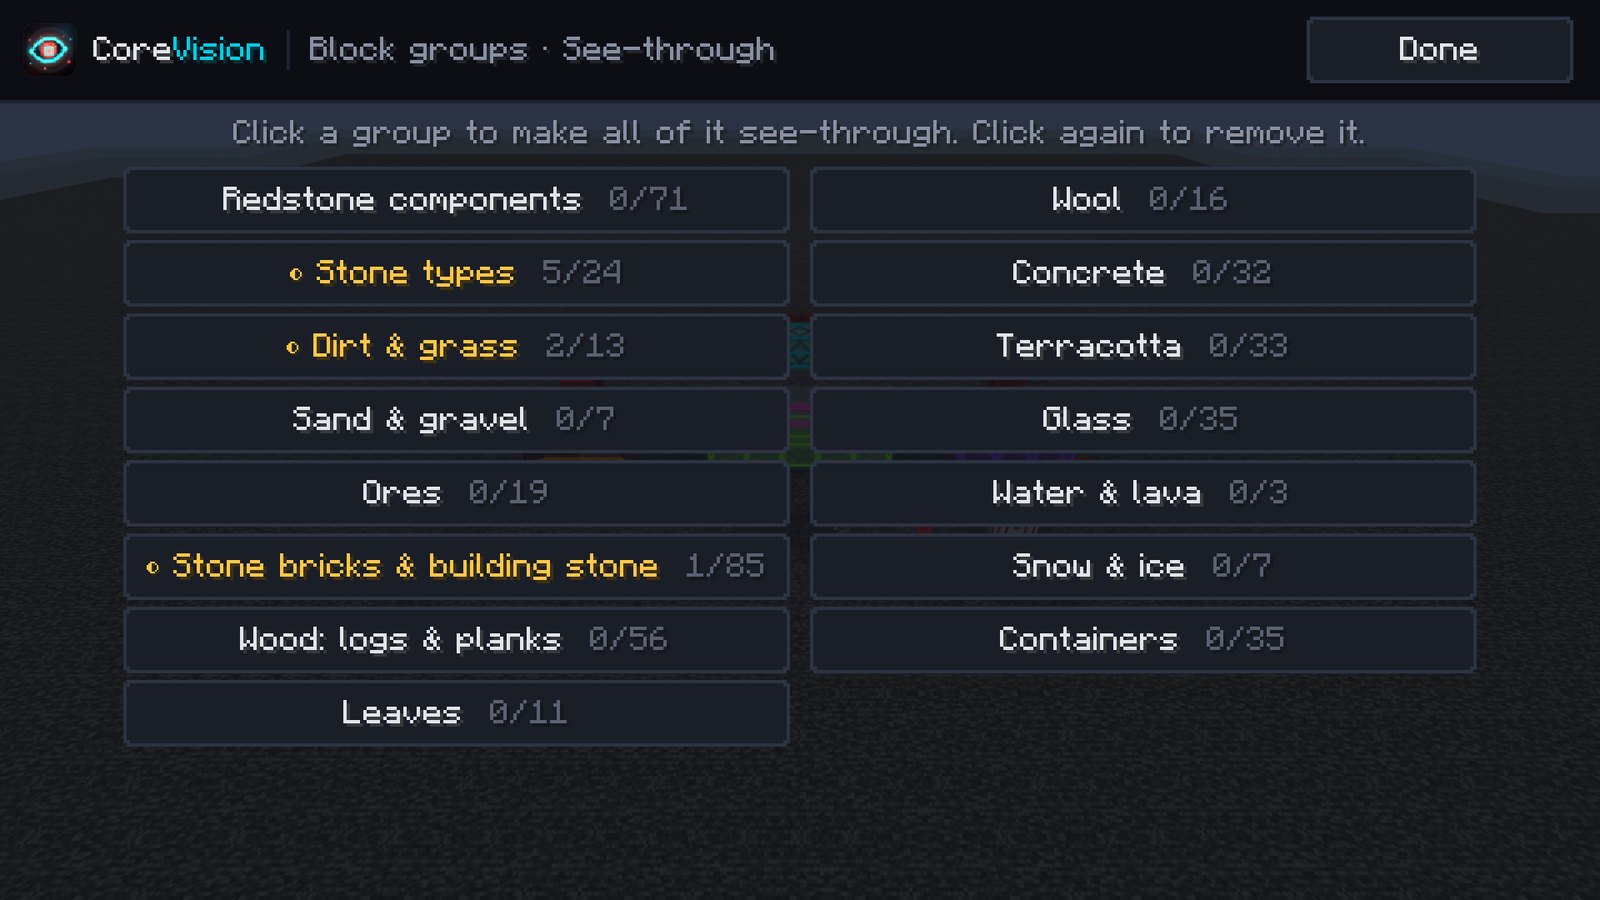 CoreVision
Block groups · See-through
Done
Click a group to make all of it see-through. Click again to remove it.
Redstone components 0/71
Stone types 5/24
Dirt & grass 2/13
Sand & gravel 0/7
Ores 0/19
Stone bricks & building stone 1/85
Wood: logs & planks 0/56
Leaves 0/11
Wool 0/16
Concrete 0/32
Terracotta 0/33
Glass 0/35
Water & lava 0/3
Snow & ice 0/7
Containers 0/35